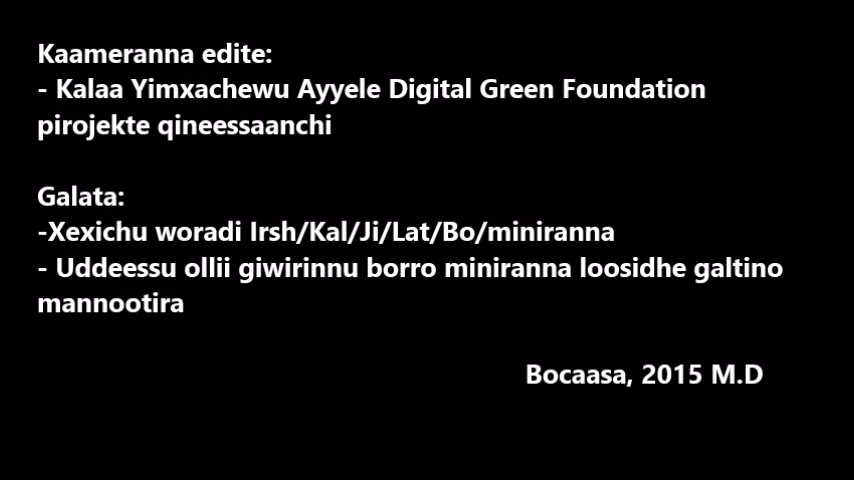 Kaameranna edite:
- Kalaa Yimxachewu Ayyele Digital Green Foundation
pirojekte qineessaanchi
Galata:
-Xexichu woradi Irsh/Kal/Ji/Lat/Bo/miniranna
- Uddeessu ollii giwirinnu borro miniranna loosidhe galtino
mannootira
Bocaasa, 2015 M.D